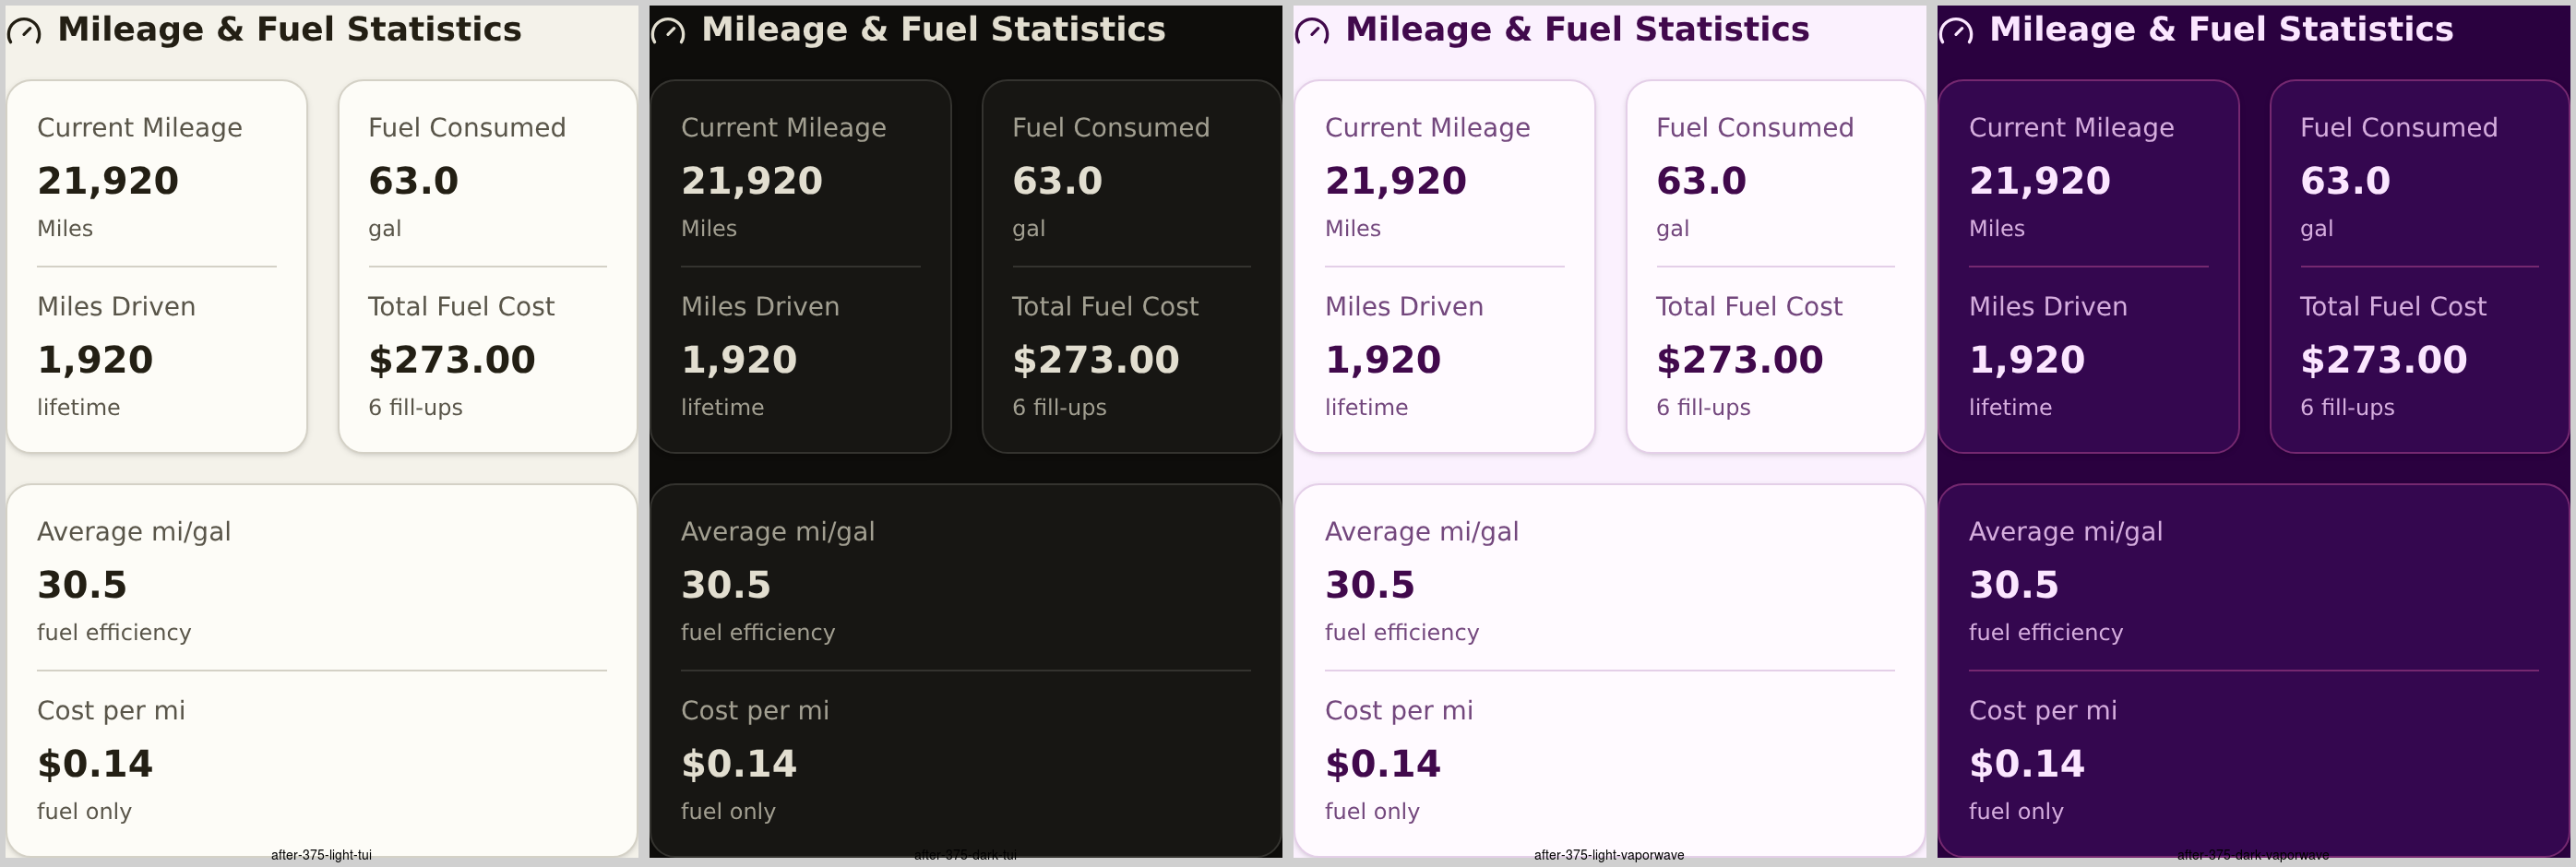 Mileage & Fuel Statistics
Current Mileage
21,920
Miles
Miles Driven
1,920
lifetime
Fuel Consumed
63.0
gal
Total Fuel Cost
$273.00
6 fill-ups
Average mi/gal
30.5
fuel efficiency
Cost per mi
$0.14
fuel only
after-375-light-tui
Mileage & Fuel Statistics
Current Mileage
21,920
Miles
Miles Driven
1,920
lifetime
Fuel Consumed
63.0
gal
Total Fuel Cost
$273.00
6 fill-ups
Average mi/gal
30.5
fuel efficiency
Cost per mi
$0.14
fuel only
after-375-dark-tui
Mileage & Fuel Statistics
Current Mileage
21,920
Miles
Miles Driven
1,920
lifetime
Fuel Consumed
63.0
gal
Total Fuel Cost
$273.00
6 fill-ups
Average mi/gal
30.5
fuel efficiency
Cost per mi
$0.14
fuel only
after-375-light-vaporwave
Mileage & Fuel Statistics
Current Mileage
21,920
Miles
Miles Driven
1,920
lifetime
Fuel Consumed
63.0
gal
Total Fuel Cost
$273.00
6 fill-ups
Average mi/gal
30.5
fuel efficiency
Cost per mi
$0.14
fuel only
after-375-dark-vaporwave